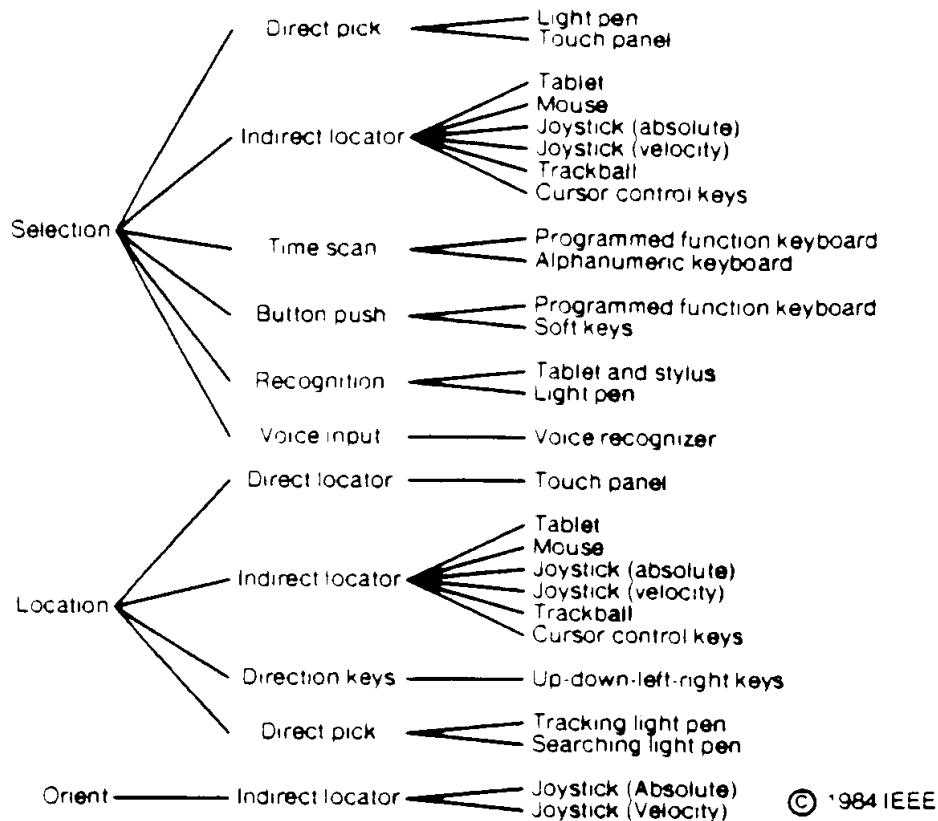 Direct pick
Light pen
Touch panel
Indirect locator
Tablet
Mouse
Joystick (absolute)
Joystick (velocity)
Trackball
Cursor control keys
Selection
Time scan
Programmed function keyboard
Alphanumeric keyboard
Button push
Programmed function keyboard
Soft keys
Recognition
Tablet and stylus
Light pen
Voice input
Voice recognizer
Direct locator
Touch panel
Indirect locator
Tablet
Mouse
Joystick (absolute)
Joystick (velocity)
Trackball
Cursor control keys
Location
Direction keys
Up-down-left-right keys
Direct pick
Tracking light pen
Searching light pen
Orient
Indirect locator
Joystick (Absolute)
Joystick (Velocity)
© 1984 IEEE